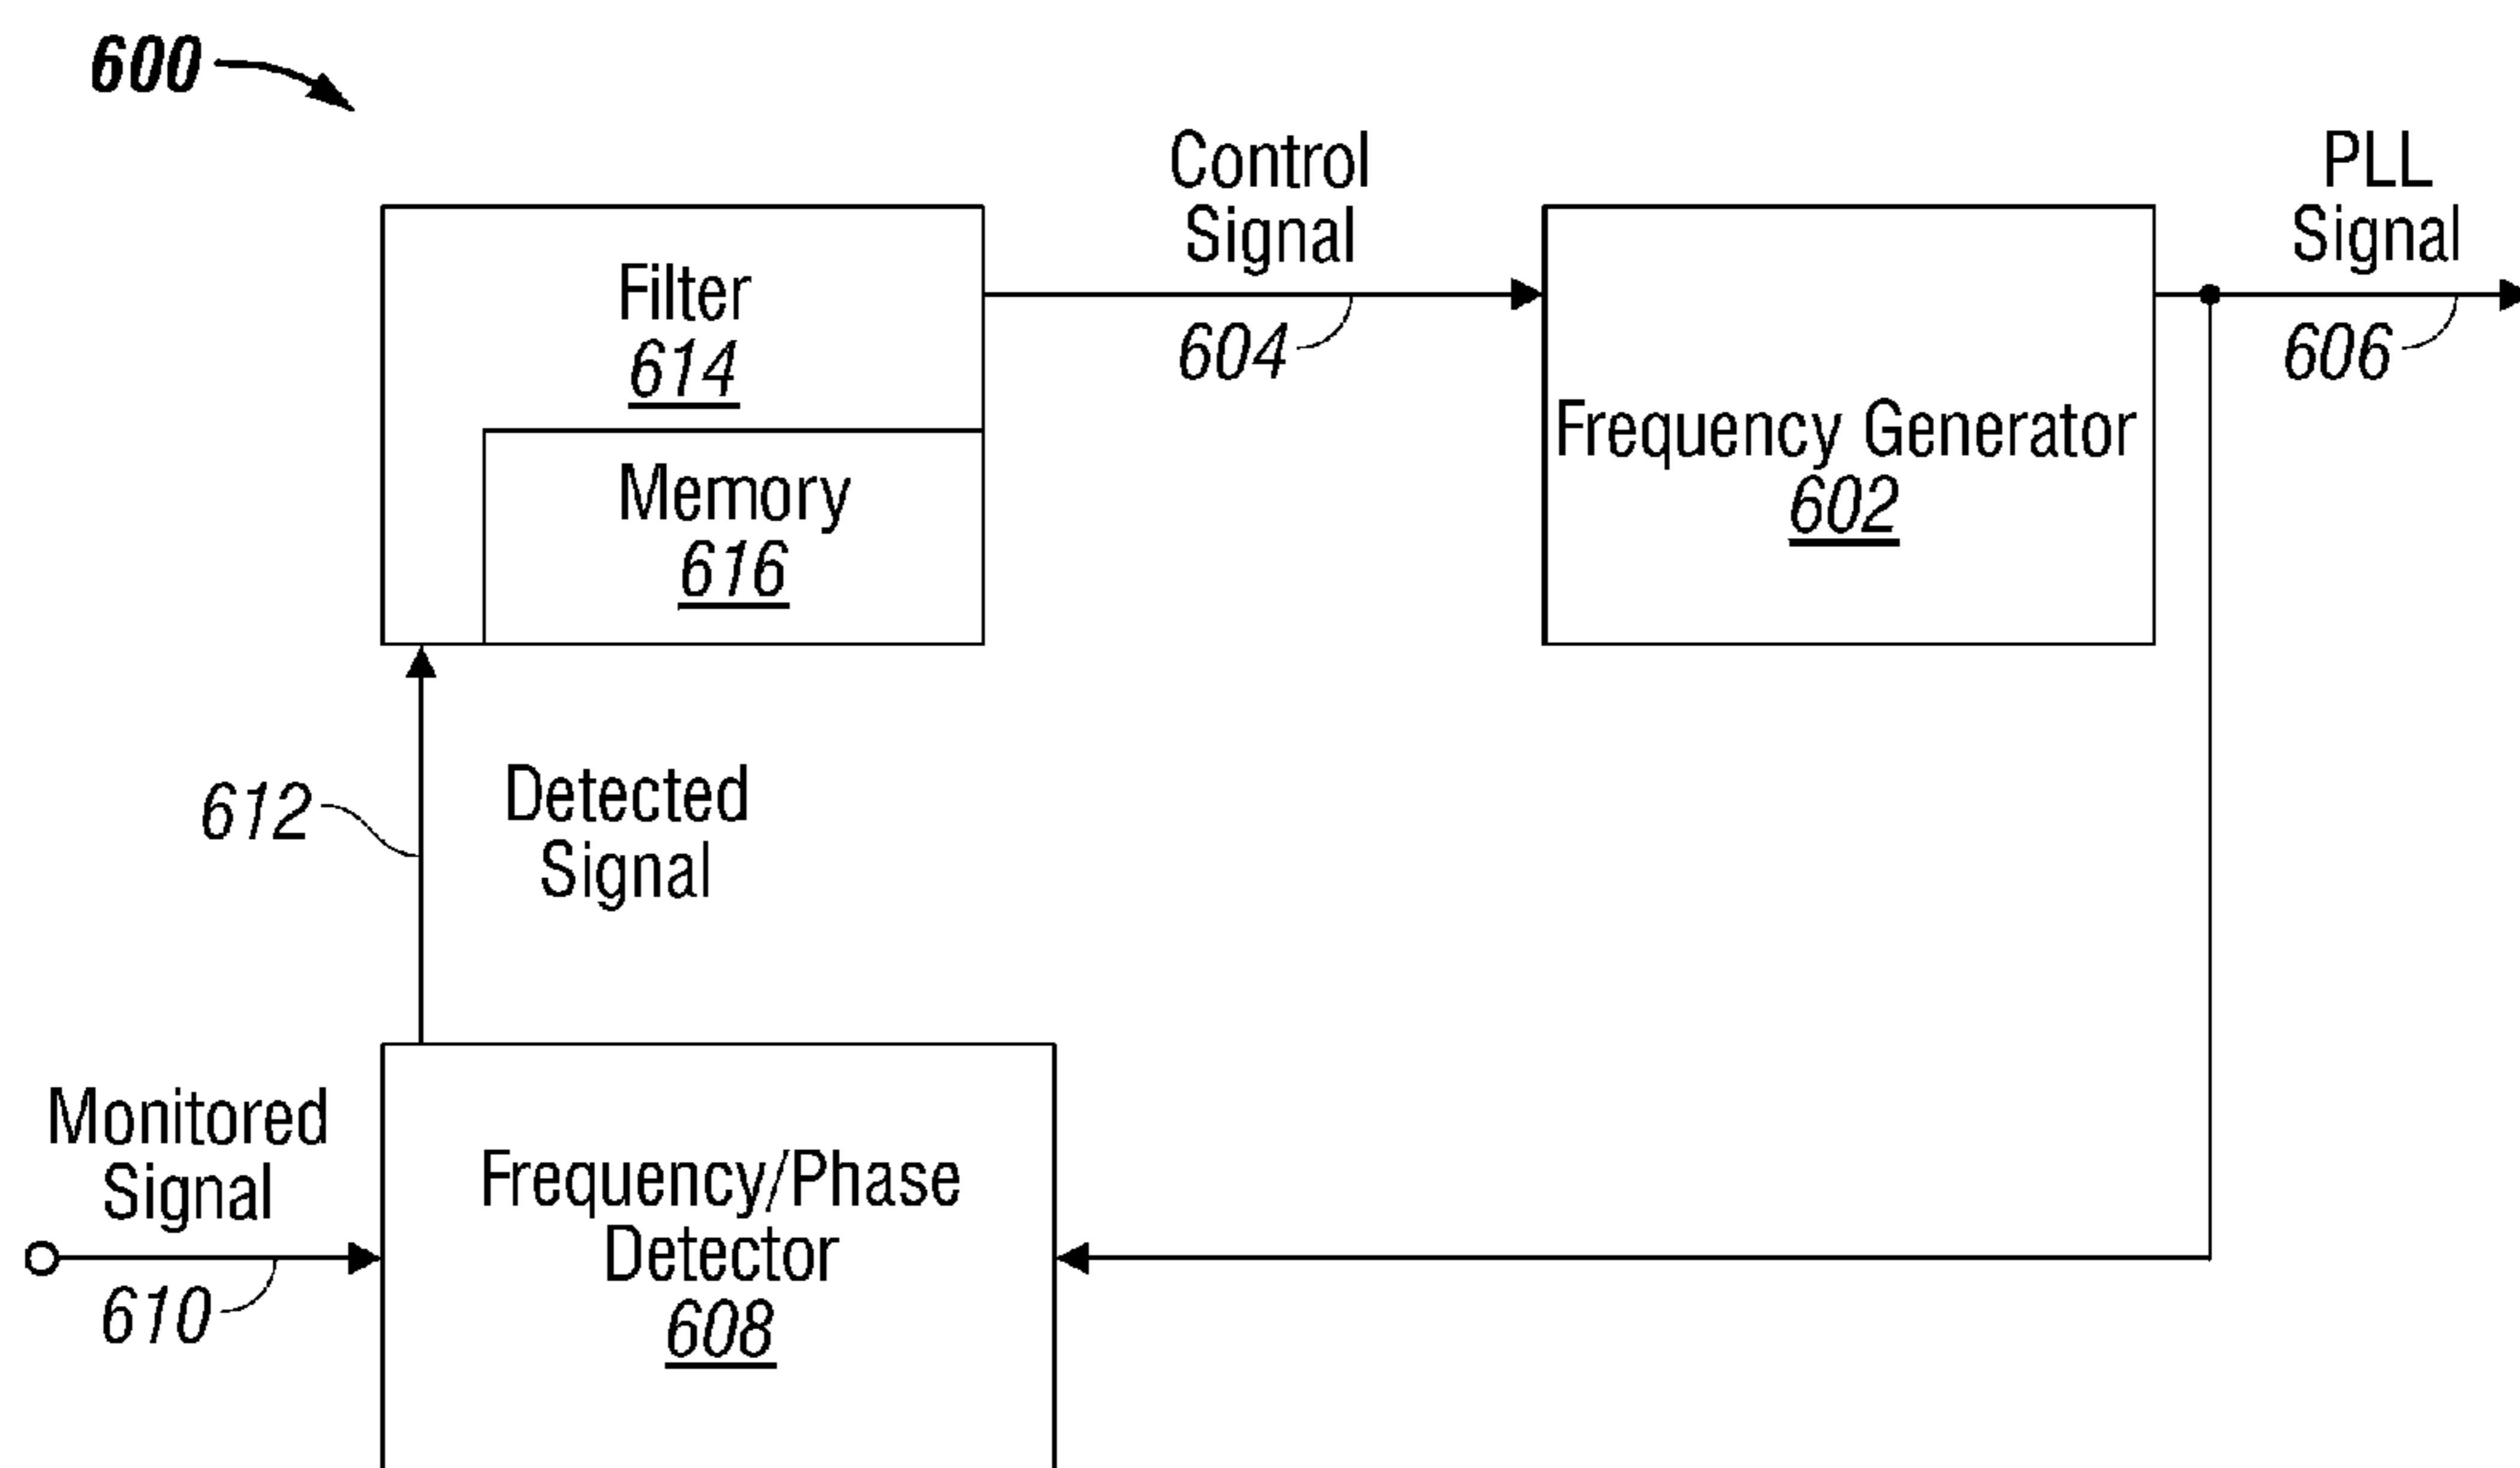 600
Control
Signal
604
PLL
Signal
606
Filter
614
Memory
616
Frequency Generator
602
612
Detected
Signal
Monitored
Signal
610
Frequency/Phase
Detector
608